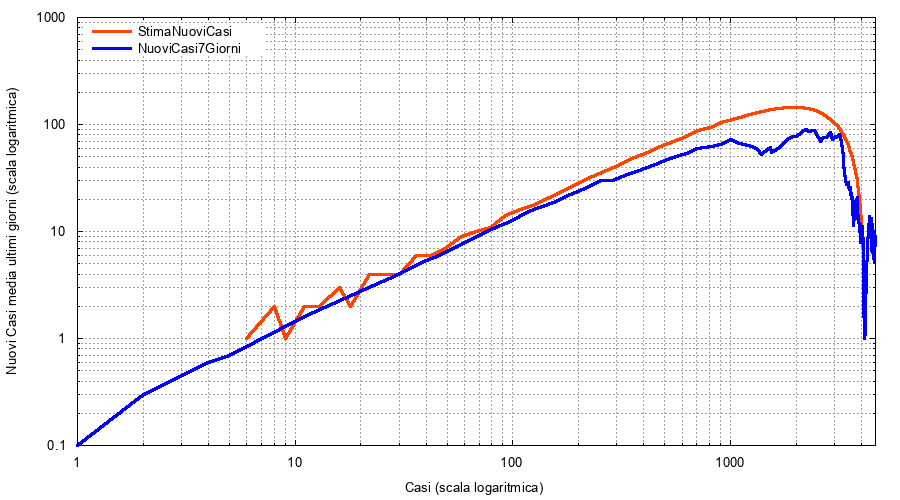 1000
100
10
1
0.1
Nuovi Casi media ultimi giorni (scala logaritmica)
StimaNuoviCasi
NuoviCasi7Giorni
1
10
100
1000
Casi (scala logaritmica)